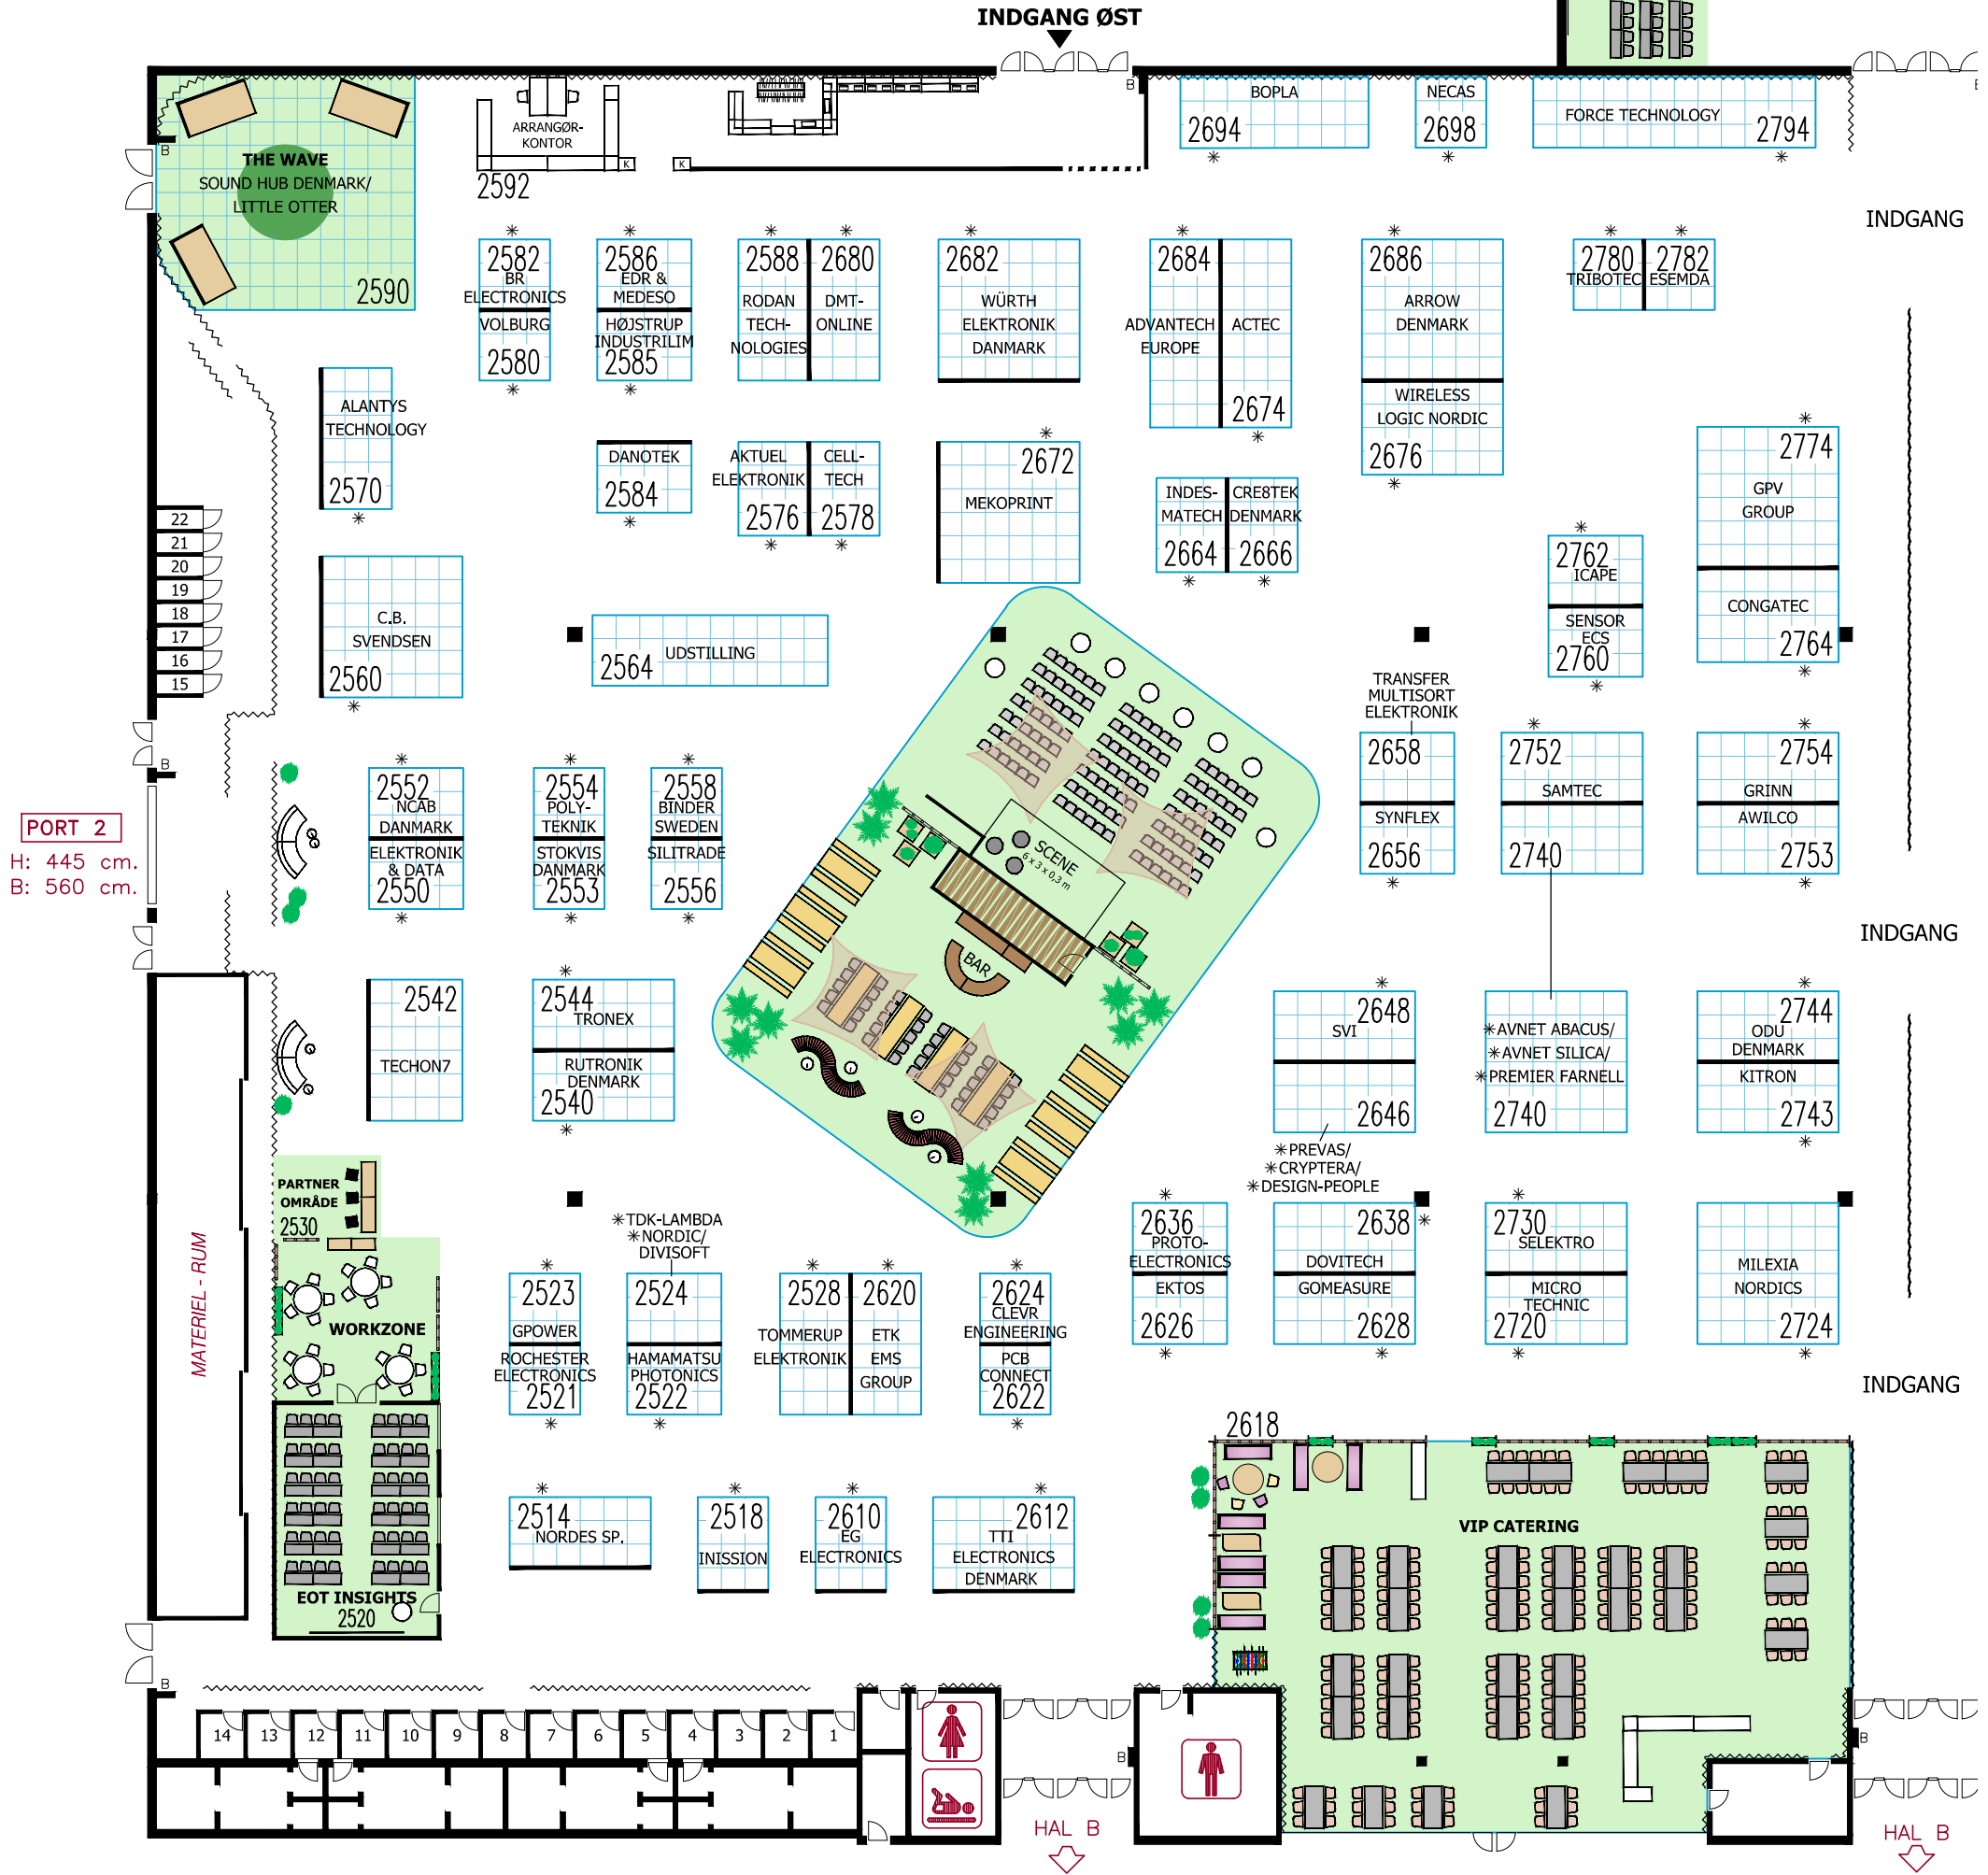 INDGANG ØST
B
B
B
BOPLA
2694
NECAS
2698
FORCE TECHNOLOGY
2794
ARRANGØR-
KONTOR
K
K
2592
THE WAVE
SOUND HUB DENMARK/
LITTLE OTTER
2590
INDGANG
2582
BR
ELECTRONICS
VOLBURG
2580
2586
EDR &
MEDESO
HØJSTRUP
INDUSTRILIM
2585
2588
RODAN
TECH-
NOLOGIES
2680
DMT-
ONLINE
2682
WÜRTH
ELEKTRONIK
DANMARK
2684
ADVANTECH
EUROPE
ACTEC
2674
2686
ARROW
DENMARK
WIRELESS
LOGIC NORDIC
2676
2780
TRIBOTEC
2782
ESEMDA
ALANTYS
TECHNOLOGY
2570
DANOTEK
2584
AKTUEL
ELEKTRONIK
2576
CELL-
TECH
2578
2672
MEKOPRINT
INDES-
MATECH
2664
CRE8TEK
DENMARK
2666
2774
GPV
GROUP
CONGATEC
2764
2762
ICAPE
SENSOR
ECS
2760
22
21
20
19
18
17
16
15
C.B.
SVENDSEN
2560
2564
UDSTILLING
TRANSFER
MULTISORT
ELEKTRONIK
2658
SYNFLEX
2656
2752
SAMTEC
2740
2754
GRINN
AWILCO
2753
B
PORT 2
H: 445 cm.
B: 560 cm.
2552
NCAB
DANMARK
ELEKTRONIK
& DATA
2550
2554
POLY-
TEKNIK
STOKVIS
DANMARK
2553
2558
BINDER
SWEDEN
SILITRADE
2556
SCENE
6 x 3 x 0,3 m
BAR
INDGANG
2542
TECHON7
2544
TRONEX
RUTRONIK
DENMARK
2540
2648
SVI
2646
*PREVAS/
*CRYPTERA/
*DESIGN-PEOPLE
*AVNET ABACUS/
*AVNET SILICA/
*PREMIER FARNELL
2740
2744
ODU
DENMARK
KITRON
2743
MATERIEL - RUM
PARTNER
OMRÅDE
2530
WORKZONE
*TDK-LAMBDA
*NORDIC/
DIVISOFT
2523
GPOWER
ROCHESTER
ELECTRONICS
2521
2524
HAMAMATSU
PHOTONICS
2522
2528
TOMMERUP
ELEKTRONIK
2620
ETK
EMS
GROUP
2624
CLEVR
ENGINEERING
PCB
CONNECT
2622
2636
PROTO-
ELECTRONICS
EKTOS
2626
2638
DOVITECH
GOMEASURE
2628
2730
SELEKTRO
MICRO
TECHNIC
2720
MILEXIA
NORDICS
2724
INDGANG
2618
VIP CATERING
2514
NORDES SP.
2518
INISSION
2610
EG
ELECTRONICS
2612
TTI
ELECTRONICS
DENMARK
EOT INSIGHTS
2520
B
14
13
12
11
10
9
8
7
6
5
4
3
2
1
B
B
HAL B
HAL B